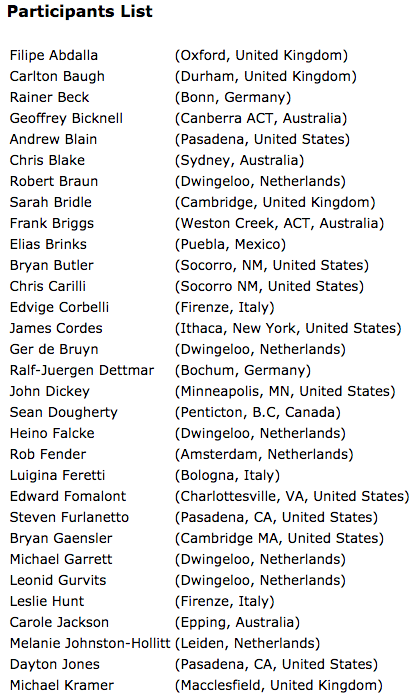 Participants List
Filipe Abdalla (Oxford, United Kingdom)
Carlton Baugh (Durham, United Kingdom)
Rainer Beck (Bonn, Germany)
Geoffrey Bicknell (Canberra ACT, Australia)
Andrew Blain (Pasadena, United States)
Chris Blake (Sydney, Australia)
Robert Braun (Dwingeloo, Netherlands)
Sarah Bridle (Cambridge, United Kingdom)
Frank Briggs (Weston Creek, ACT, Australia)
Elias Brinks (Puebla, Mexico)
Bryan Butler (Socorro, NM, United States)
Chris Carilli (Socorro NM, United States)
Edvige Corbelli (Firenze, Italy)
James Cordes (Ithaca, New York, United States)
Ger de Bruyn (Dwingeloo, Netherlands)
Ralf-Juergen Dettmar (Bochum, Germany)
John Dickey (Minneapolis, MN, United States)
Sean Dougherty (Penticton, B.C, Canada)
Heino Falcke (Dwingeloo, Netherlands)
Rob Fender (Amsterdam, Netherlands)
Luigina Feretti (Bologna, Italy)
Edward Fomalont (Charlottesville, VA, United States)
Steven Furlanetto (Pasadena, CA, United States)
Bryan Gaensler (Cambridge MA, United States)
Michael Garrett (Dwingeloo, Netherlands)
Leonid Gurvits (Dwingeloo, Netherlands)
Leslie Hunt (Firenze, Italy)
Carole Jackson (Epping, Australia)
Melanie Johnston-Hollitt (Leiden, Netherlands)
Dayton Jones (Pasadena, CA, United States)
Michael Kramer (Macclesfield, United Kingdom)